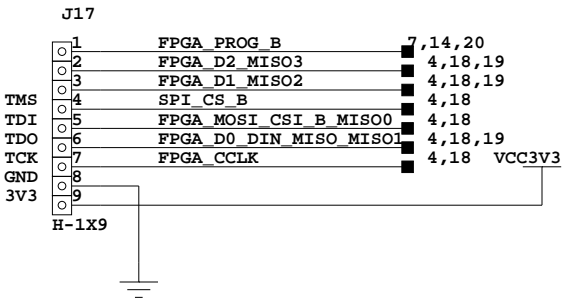 J17
1 FPGA_PROG_B 7,14,20
2 FPGA_D2_MISO3 4,18,19
3 FPGA_D1_MISO2 4,18,19
TMS 4 SPI_CS_B 4,18
TDI 5 FPGA_MOSI_CSI_B_MISO0 4,18
TDO 6 FPGA_D0_DIN_MISO_MISO1 4,18,19
TCK 7 FPGA_CCLK 4,18 VCC3V3
GND 8
3V3 9
H-1X9